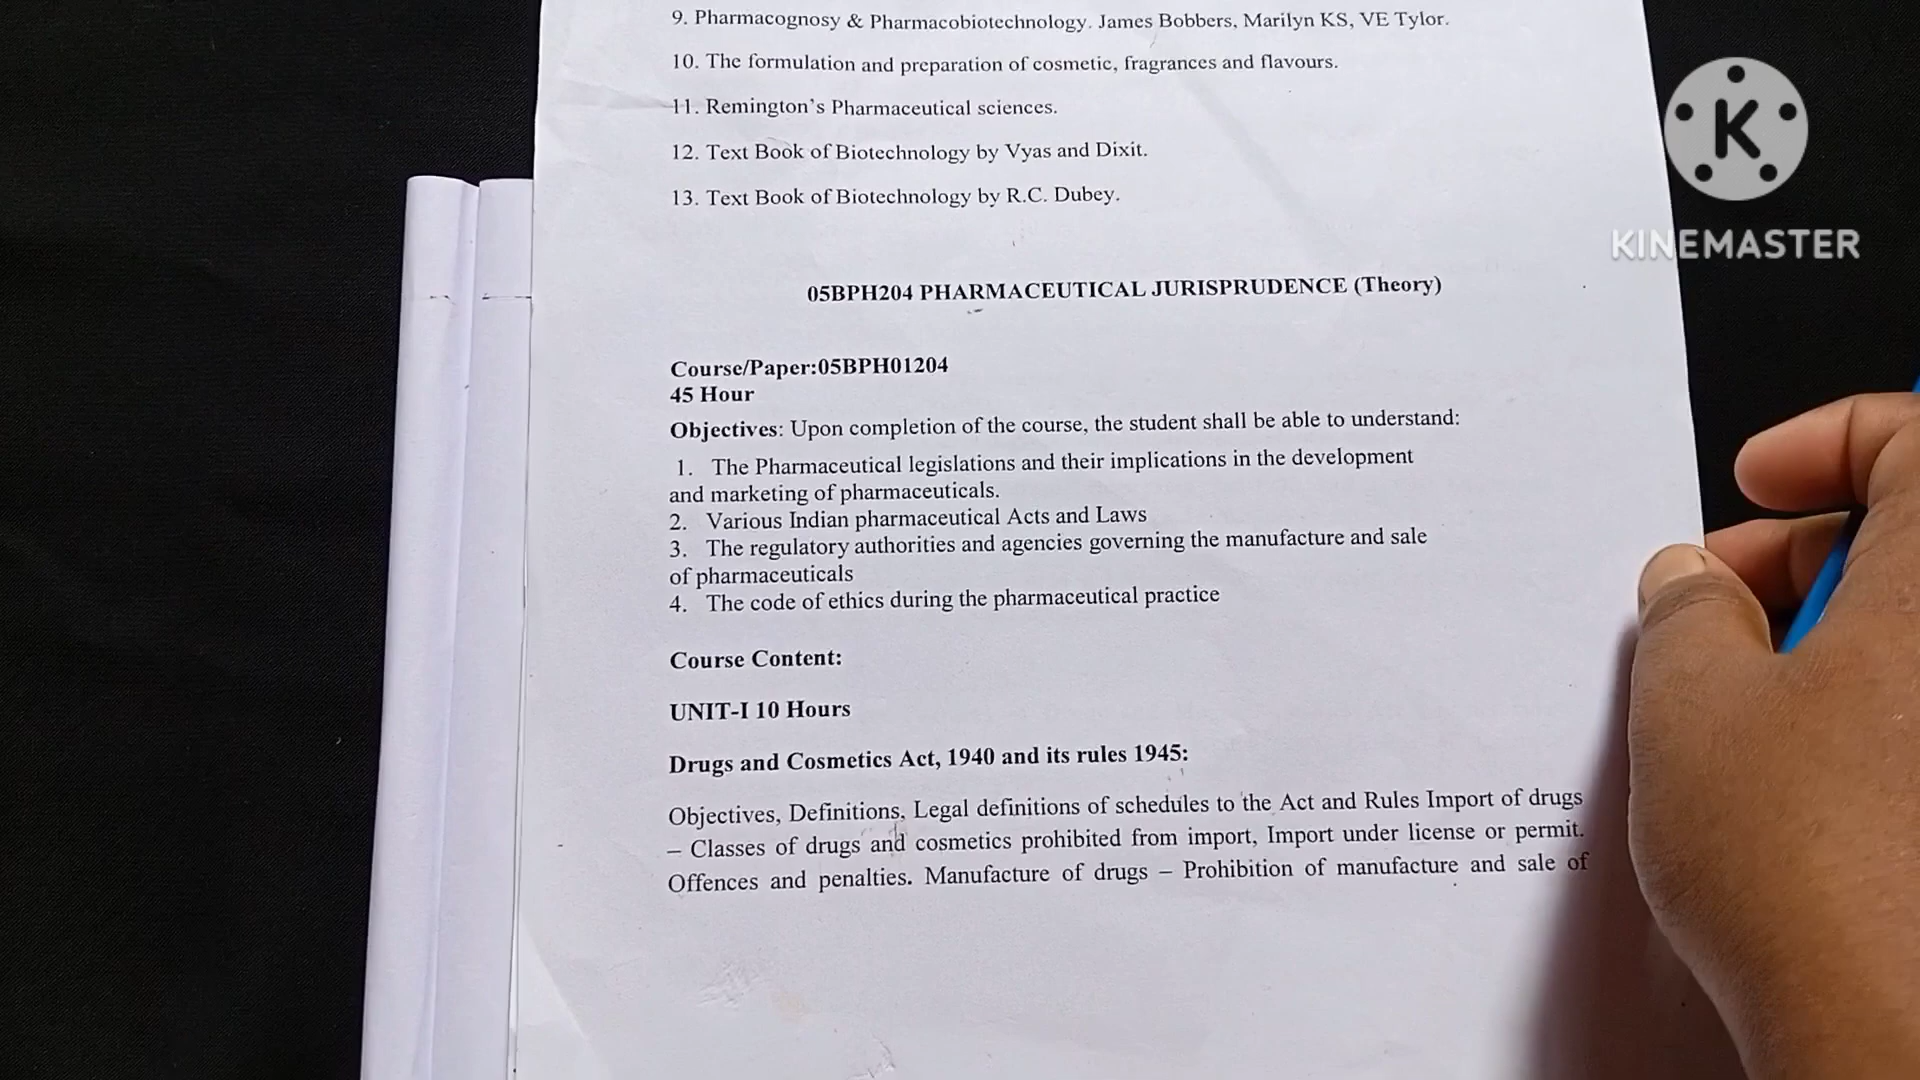 9. Pharmacognosy & Pharmacobiotechnology. James Bobbers, Marilyn KS, VE Tylor.
10. The formulation and preparation of cosmetic, fragrances and flavours.
11. Remington's Pharmaceutical sciences.
12. Text Book of Biotechnology by Vyas and Dixit.
13. Text Book of Biotechnology by R.C. Dubey.
K
KINEMASTER
05BPH204 PHARMACEUTICAL JURISPRUDENCE (Theory)
Course/Paper:05BPH01204
45 Hour
Objectives: Upon completion of the course, the student shall be able to understand:
1. The Pharmaceutical legislations and their implications in the development
and marketing of pharmaceuticals.
2. Various Indian pharmaceutical Acts and Laws
3. The regulatory authorities and agencies governing the manufacture and sale
of pharmaceuticals
4. The code of ethics during the pharmaceutical practice
Course Content:
UNIT-I 10 Hours
Drugs and Cosmetics Act, 1940 and its rules 1945:
Objectives, Definitions, Legal definitions of schedules to the Act and Rules Import of drugs
– Classes of drugs and cosmetics prohibited from import, Import under license or permit.
Offences and penalties. Manufacture of drugs – Prohibition of manufacture and sale of